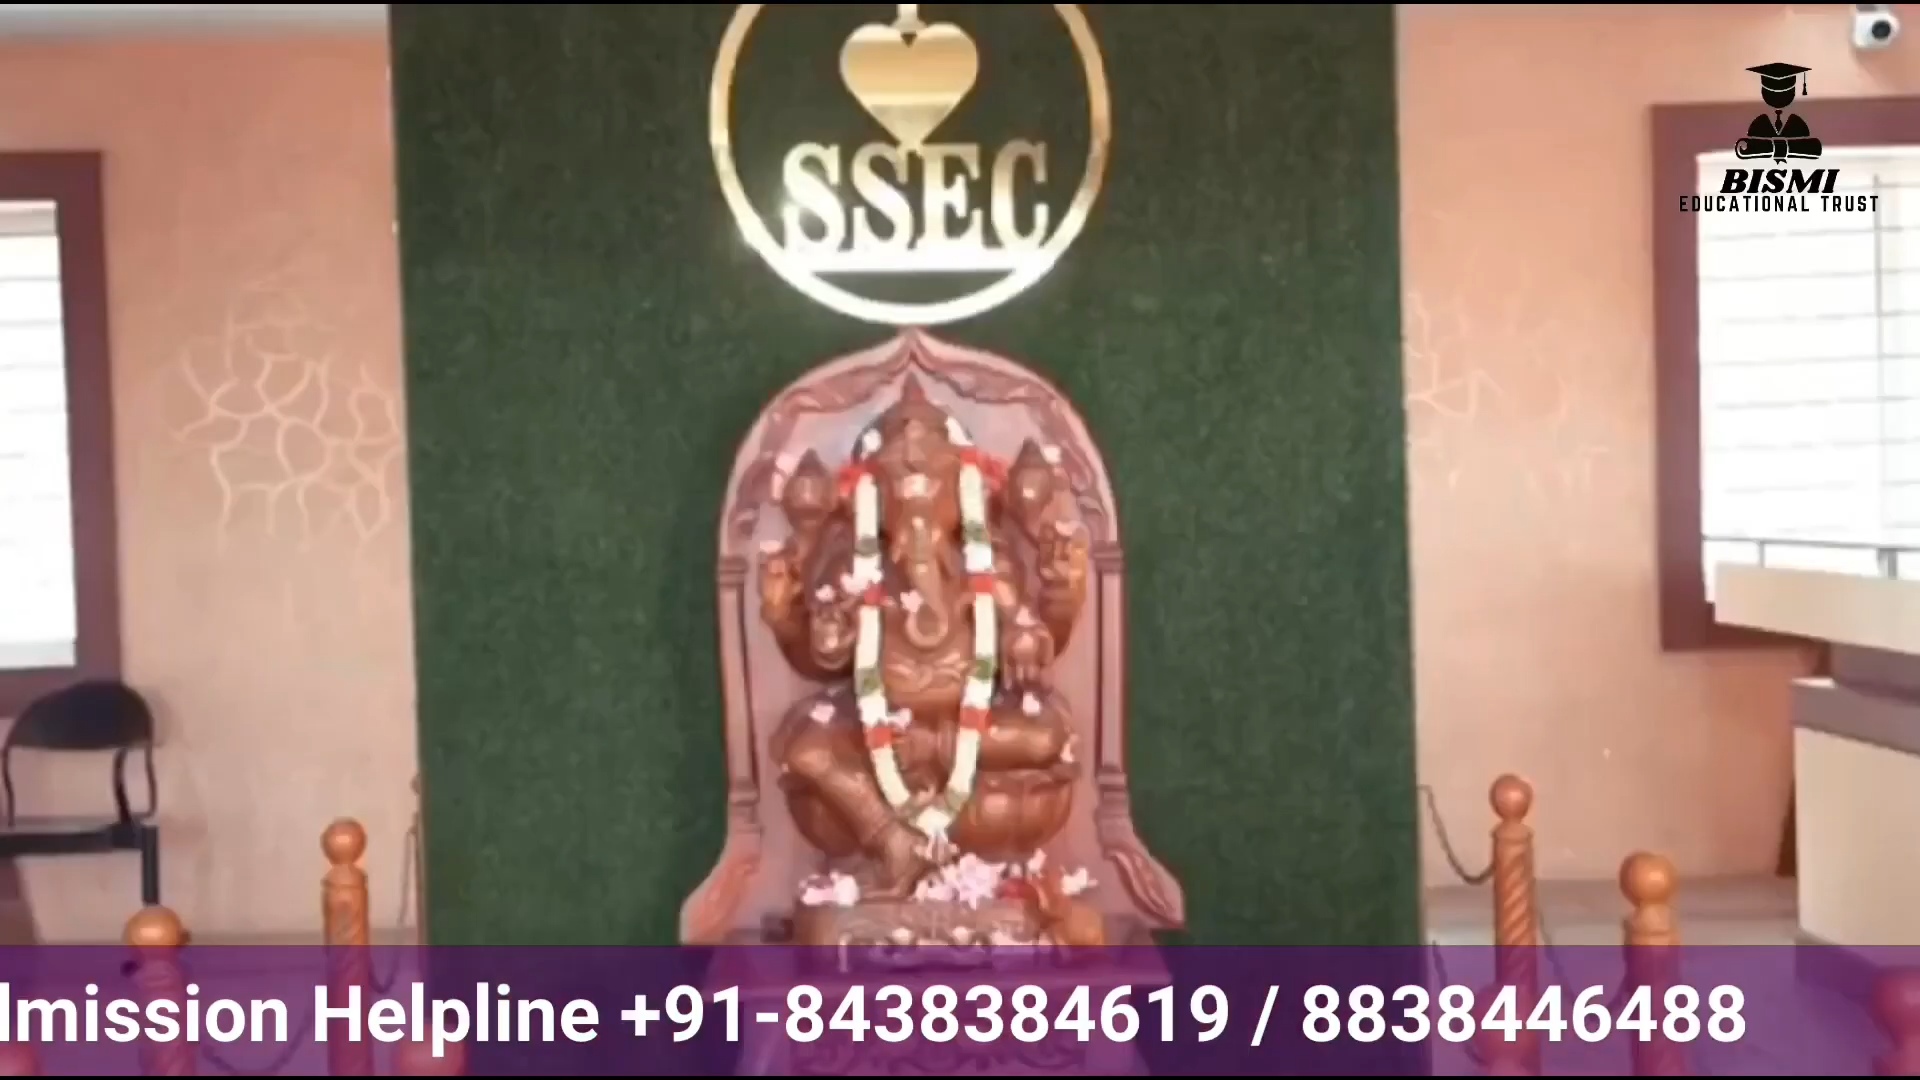 SSEC
BISMI
EDUCATIONAL TRUST
lmission Helpline +91-8438384619 / 8838446488